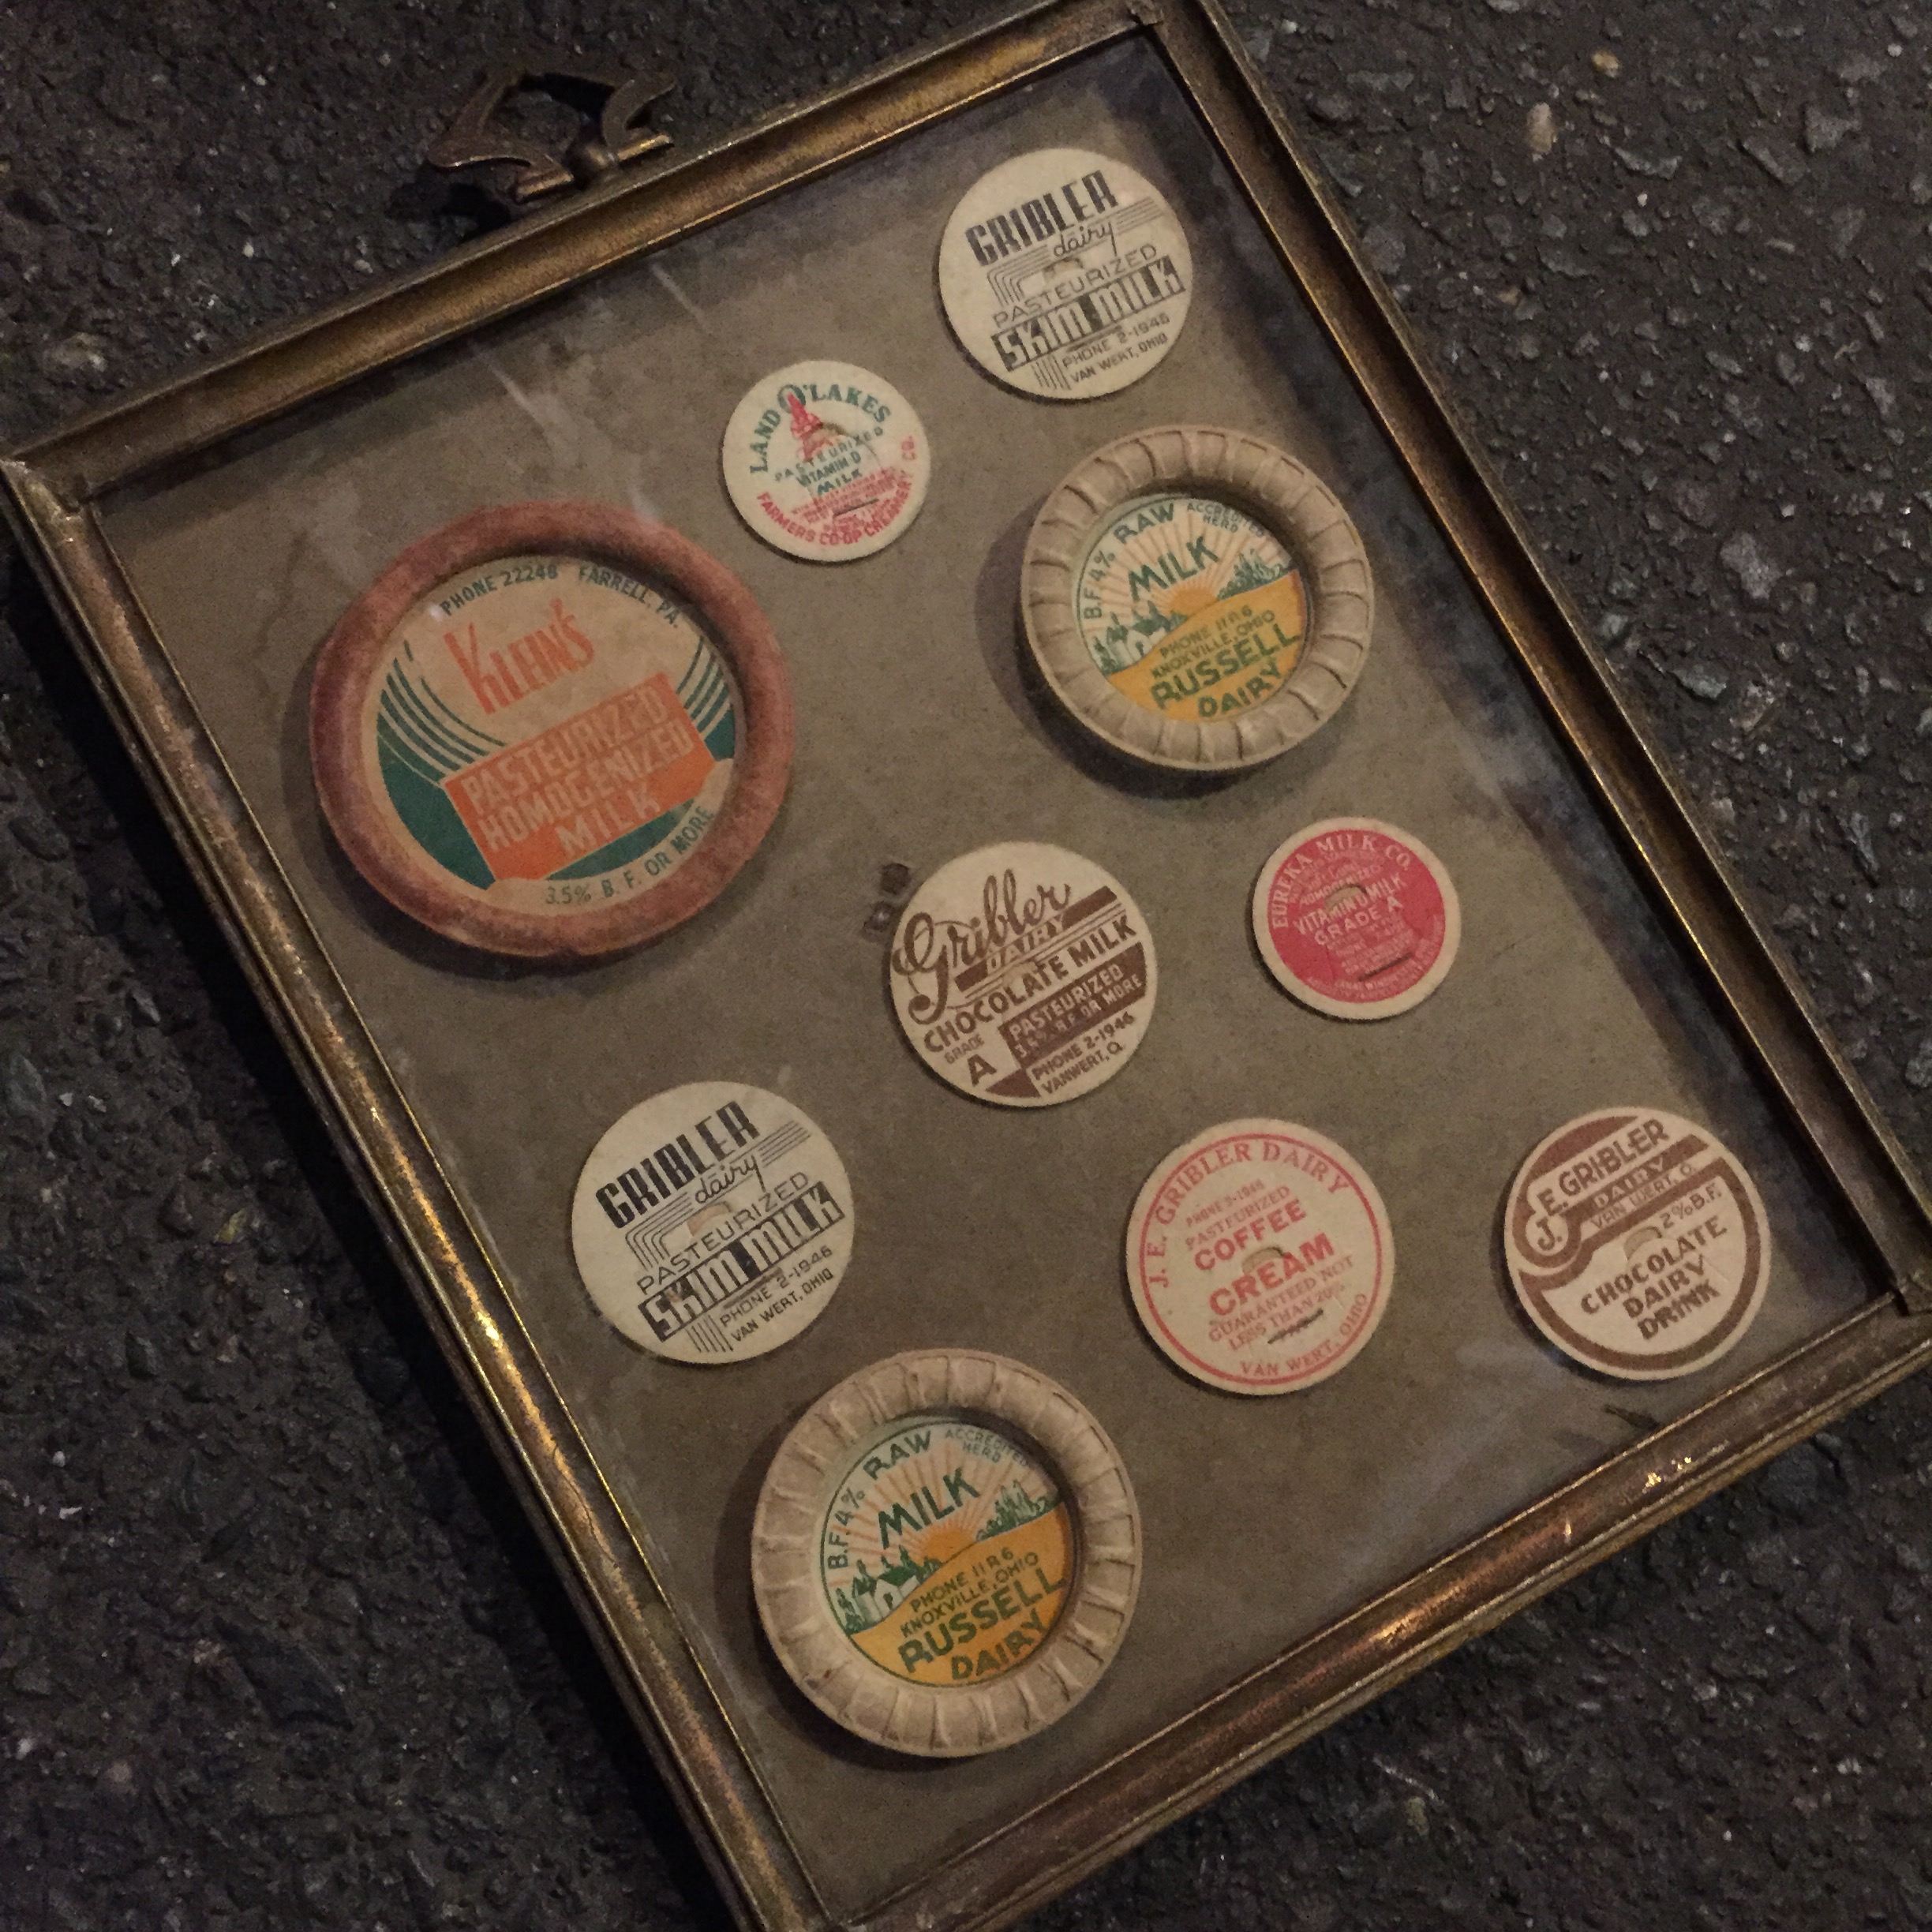 GRIBLER
dairy
PASTEURIZED
SKIM MILK
PHONE 2-1946
VAN WERT, OHIO
LAND O'LAKES
PASTEURIZED
VITAMIN D
MILK
FARMERS CO-OP CREAMERY CO.
B.F. 4% RAW ACCREDITED
HERD
MILK
PHONE 11R6
KNOXVILLE, OHIO
RUSSELL
DAIRY
PHONE 22248 FARRELL, PA.
KLEIN'S
PASTEURIZED
HOMOGENIZED
MILK
3.5% B. F. OR MORE
Gribler
DAIRY
CHOCOLATE MILK
GRADE
A
PASTEURIZED
B.F. OR MORE
PHONE 2-1946
VANWERT, O.
EUREKA MILK CO.
HOMOGENIZED
VITAMIN D MILK
GRADE A
GRIBLER
dairy
PASTEURIZED
SKIM MILK
PHONE 2-1946
VAN WERT, OHIO
J. E. GRIBLER DAIRY
PHONE 2-1946
PASTEURIZED
COFFEE
CREAM
GUARANTEED NOT
LESS THAN 20%
VAN WERT, OHIO
J.E. GRIBLER
DAIRY
VAN WERT, O.
2% B.F.
CHOCOLATE
DAIRY
DRINK
B.F. 4% RAW ACCREDITED
HERD
MILK
PHONE 11R6
KNOXVILLE, OHIO
RUSSELL
DAIRY